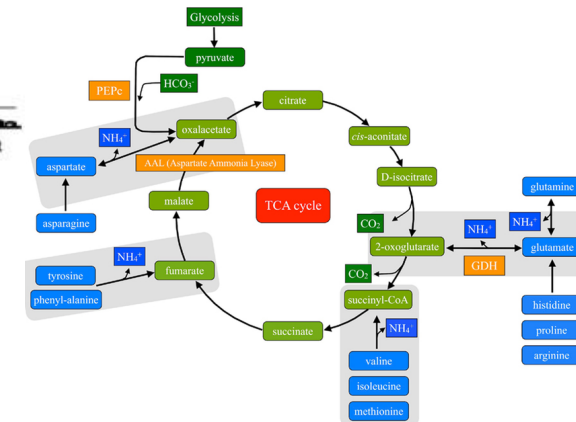 Glycolysis
pyruvate
PEPc
HCO₃⁻
citrate
oxalacetate
cis-aconitate
NH₄⁺
AAL (Aspartate Ammonia Lyase)
aspartate
D-isocitrate
malate
TCA cycle
glutamine
asparagine
CO₂
NH₄⁺
NH₄⁺
2-oxoglutarate
glutamate
NH₄⁺
GDH
tyrosine
fumarate
CO₂
phenyl-alanine
succinyl-CoA
histidine
succinate
NH₄⁺
proline
valine
arginine
isoleucine
methionine